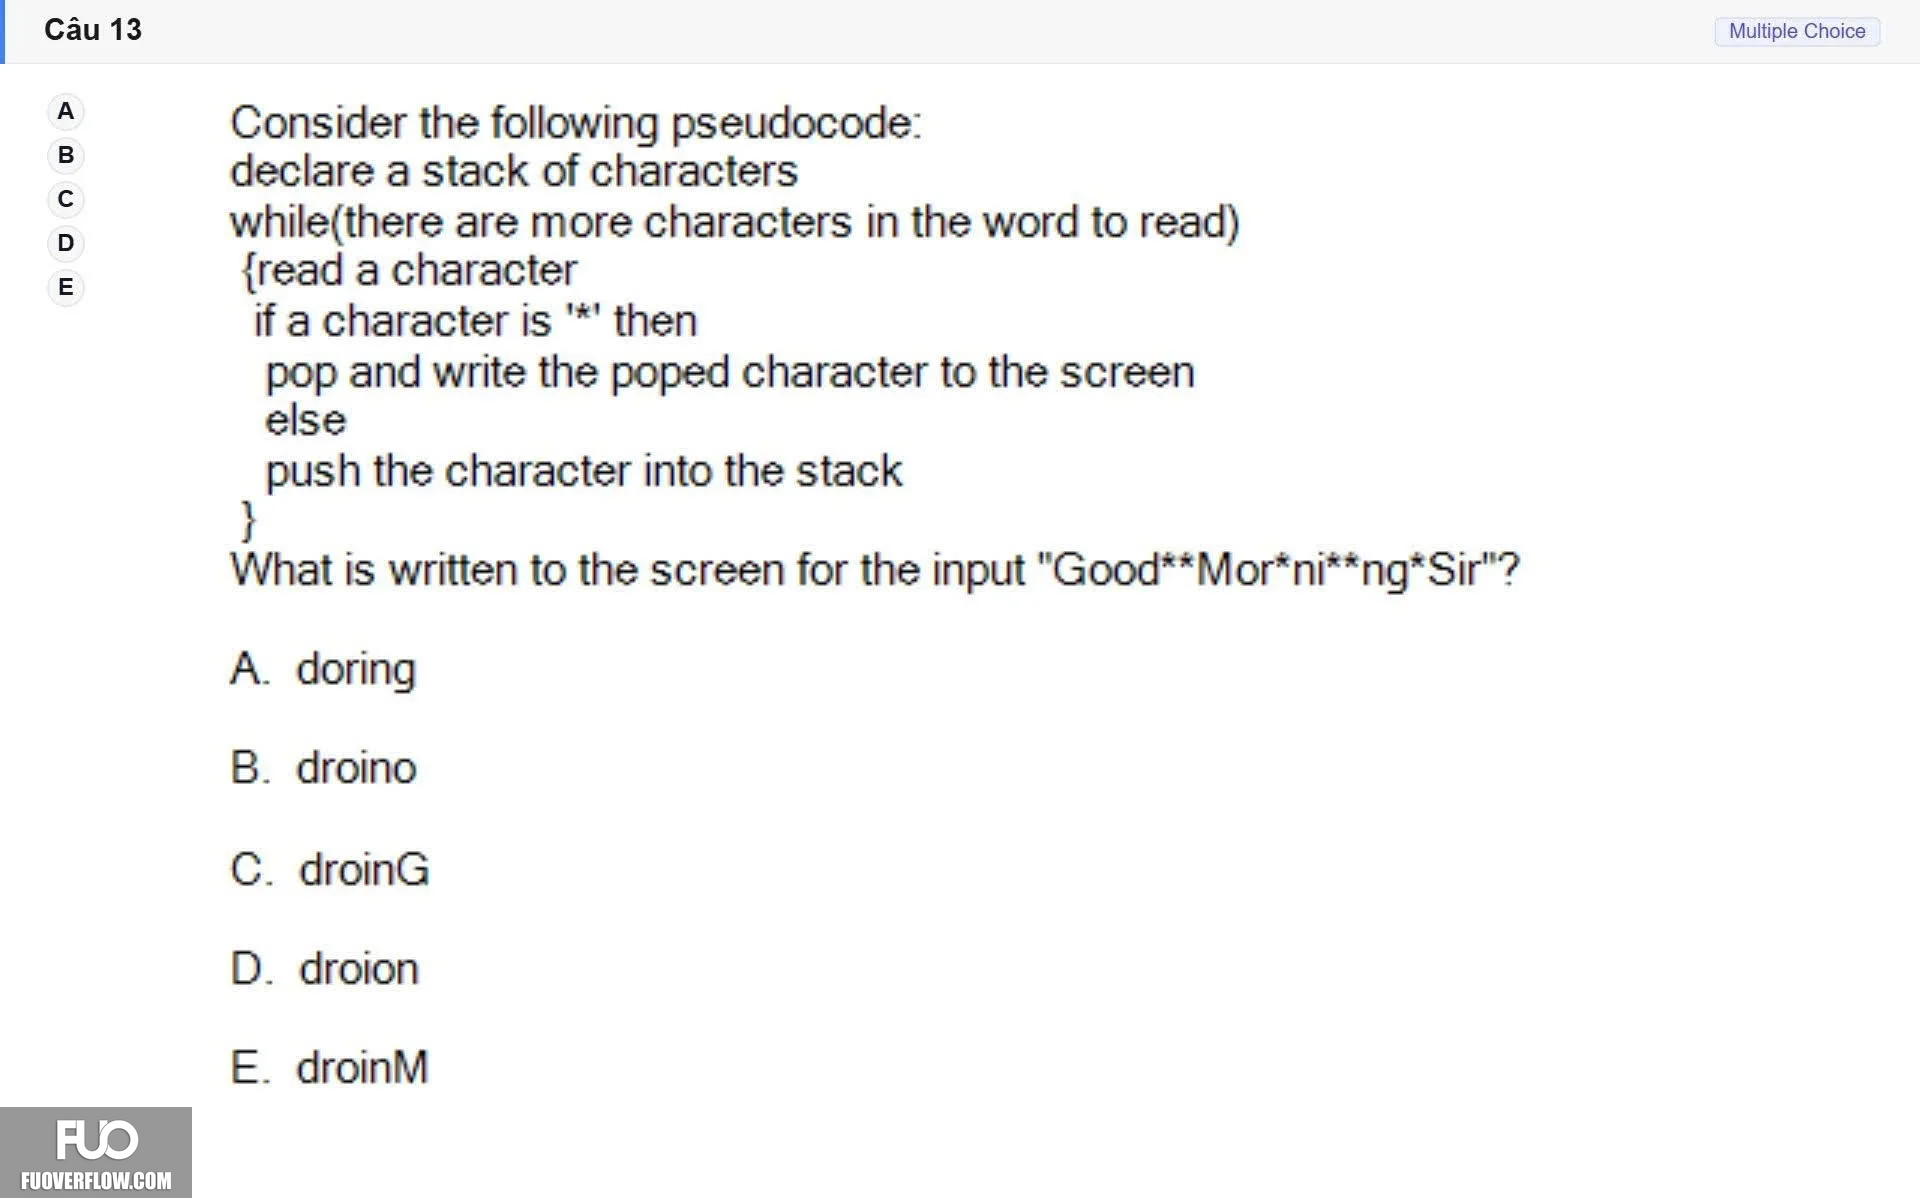 Câu 13
Multiple Choice
A
B
C
D
E
Consider the following pseudocode:
declare a stack of characters
while(there are more characters in the word to read)
{read a character
if a character is '*' then
pop and write the poped character to the screen
else
push the character into the stack
}
What is written to the screen for the input "Good**Mor*ni**ng*Sir"?
A. doring
B. droino
C. droinG
D. droion
E. droinM
FUO
FUOVERFLOW.COM